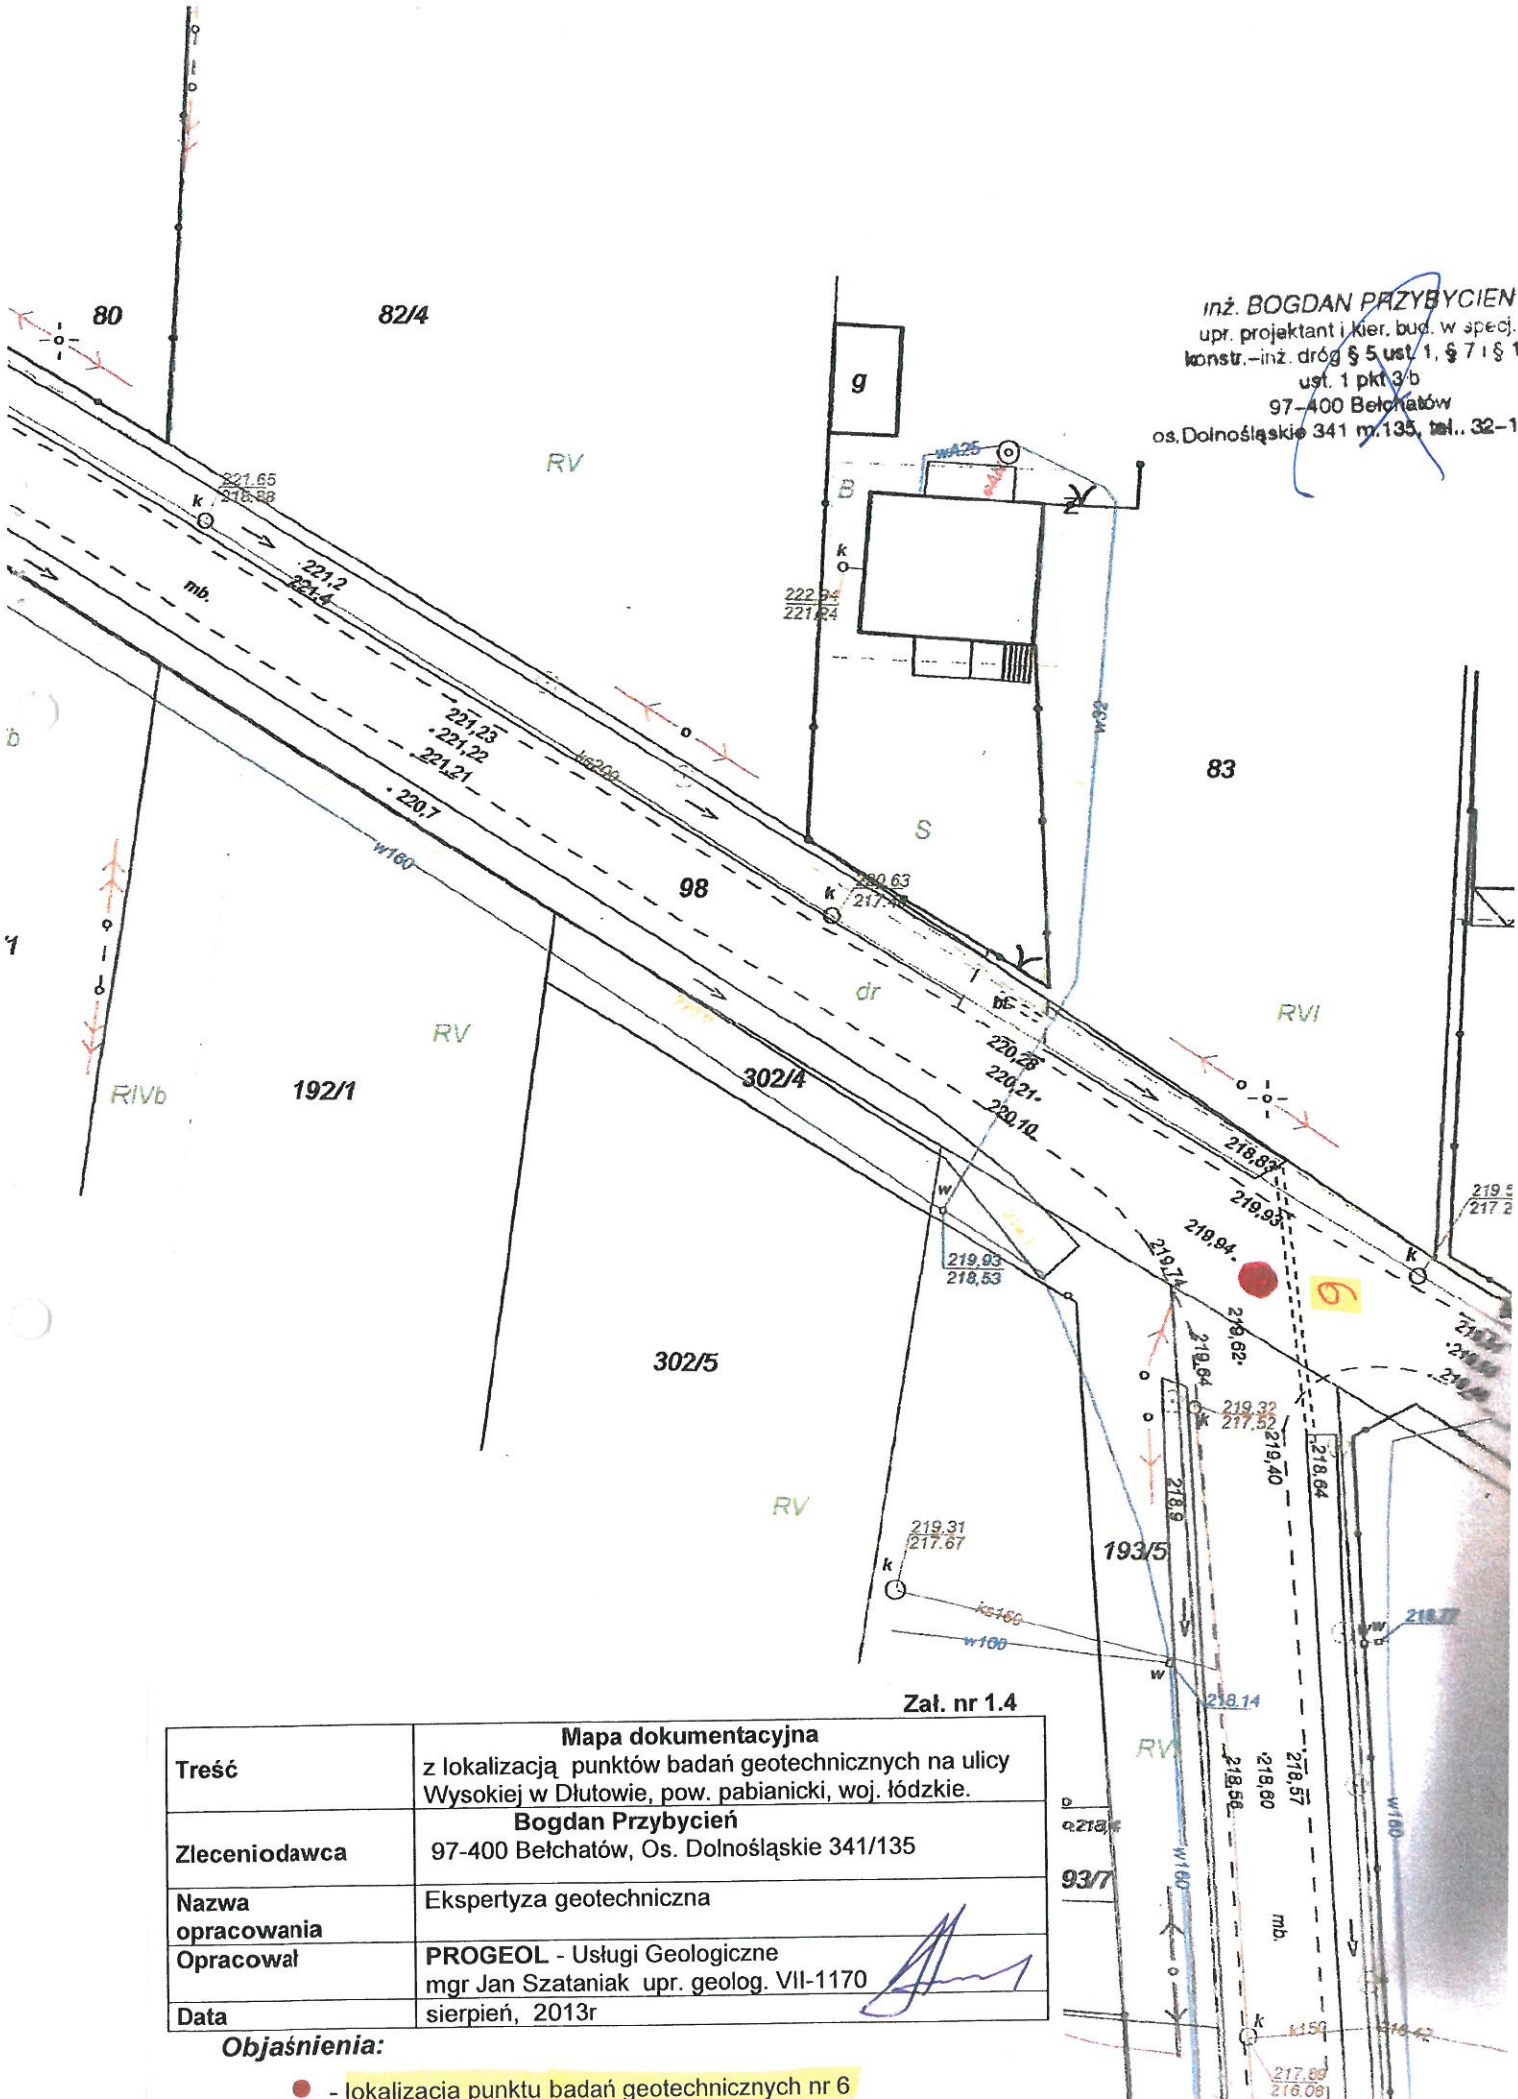 80
82/4
inż. BOGDAN PRZYBYCIEN
upr. projektant i kier. bud. w specj.
konstr.-inż. dróg § 5 ust. 1, § 7 i § 1
ust. 1 pkt 3 b
97-400 Bełchatów
os. Dolnośląskie 341 m. 135, tel.. 32-1
g
RV
wA25
B
221.65
218.88
k
k
221,2
221,4
mb.
222.94
w32
221,23
221,22
221,21
220,7
83
ks200
S
w160
98
220.63
k
dr
bt
RVI
RV
220,28
220,21
220,10
192/1
RIVb
302/4
218,83
w
219,93
219,94
219,74
k
219,93
218,53
6
219,62
302/5
219,64
219.32
217,52
k
219,40
218,64
RV
218,9
219.31
217.67
k
193/5
ks160
w100
w
w
218.77
218.14
Zał. nr 1.4
RV
Treść
Mapa dokumentacyjna
z lokalizacją punktów badań geotechnicznych na ulicy
Wysokiej w Dłutowie, pow. pabianicki, woj. łódzkie.
Zleceniodawca
Bogdan Przybycień
97-400 Bełchatów, Os. Dolnośląskie 341/135
Nazwa
opracowania
Ekspertyza geotechniczna
Opracował
PROGEOL - Usługi Geologiczne
mgr Jan Szataniak upr. geolog. VII-1170
Data
sierpień, 2013r
218,56
218,60
218,57
w160
93/7
w160
mb.
k
k150
217.89
216.08
Objaśnienia:
- lokalizacja punktu badań geotechnicznych nr 6